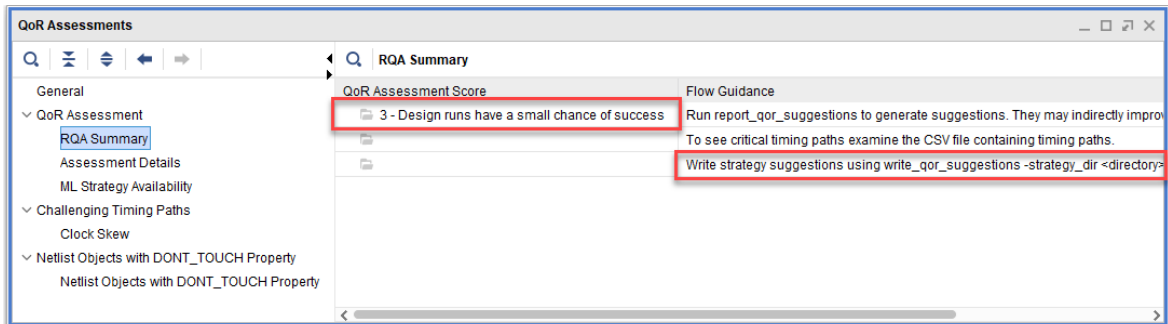 QoR Assessments
RQA Summary
General
QoR Assessment
RQA Summary
Assessment Details
ML Strategy Availability
Challenging Timing Paths
Clock Skew
Netlist Objects with DONT_TOUCH Property
Netlist Objects with DONT_TOUCH Property
QoR Assessment Score Flow Guidance
3 - Design runs have a small chance of success Run report_qor_suggestions to generate suggestions. They may indirectly improv
To see critical timing paths examine the CSV file containing timing paths.
Write strategy suggestions using write_qor_suggestions -strategy_dir <directory>